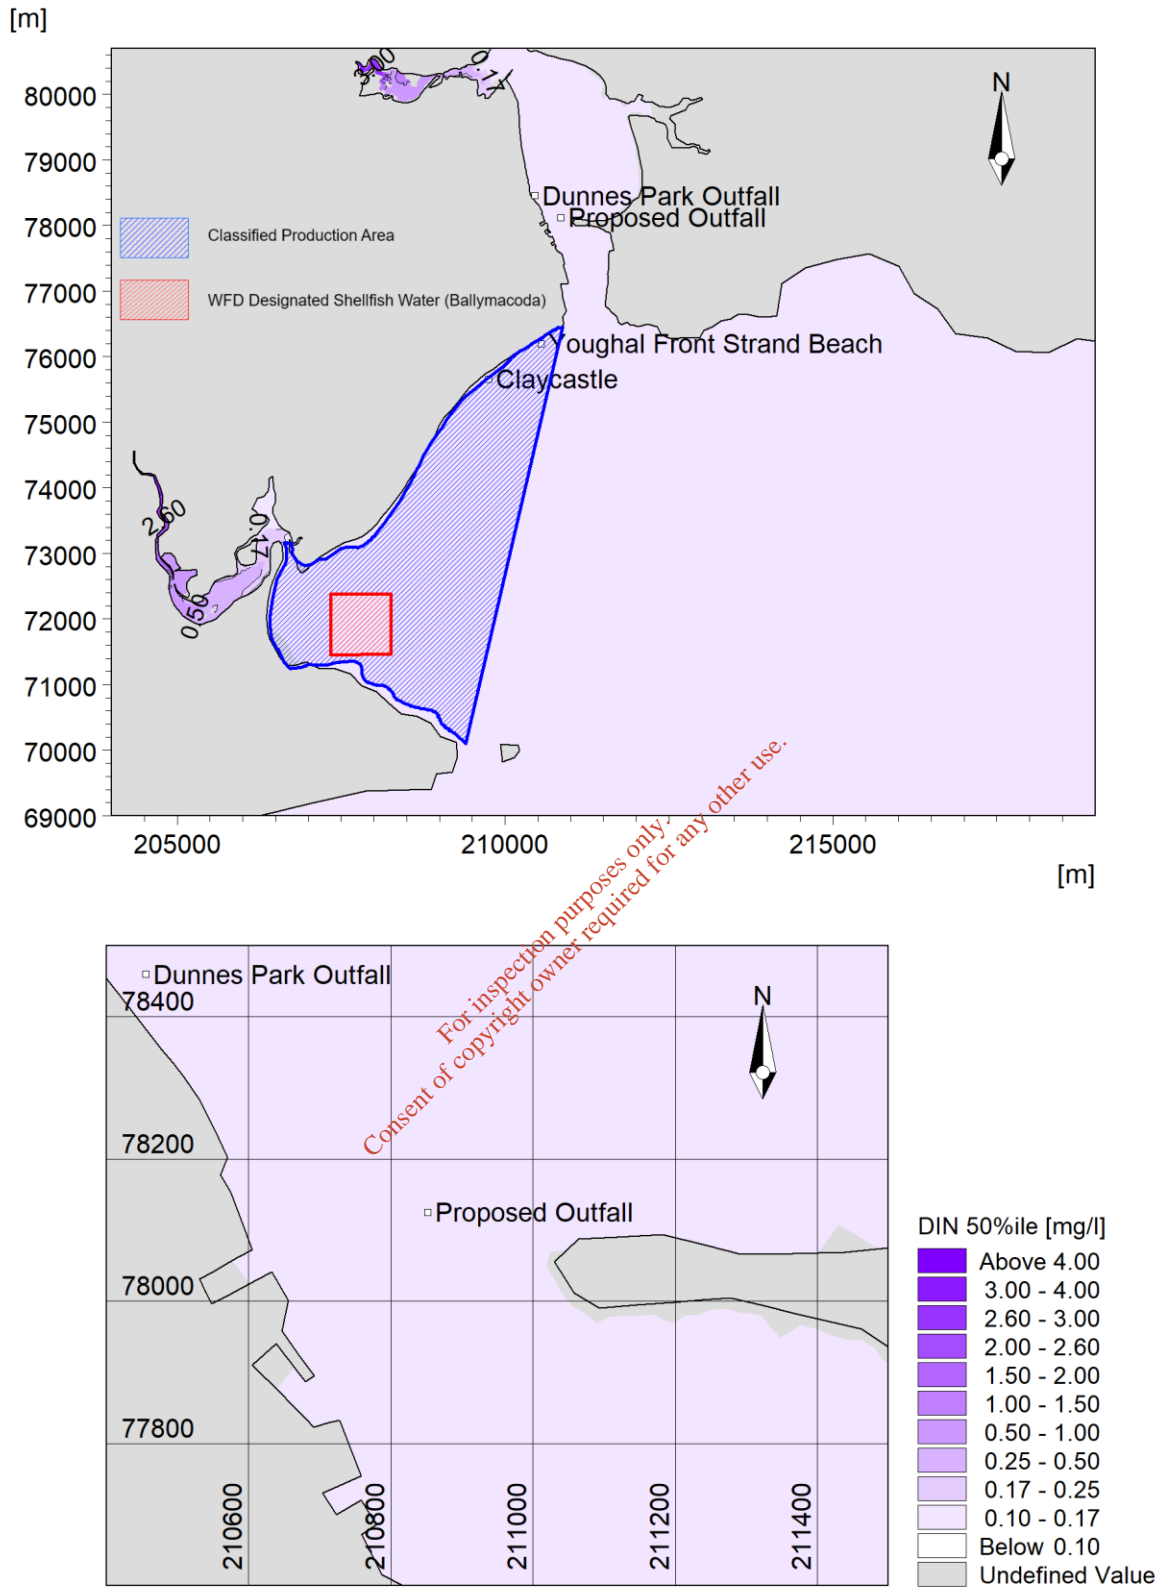 [m]
80000
79000
78000
77000
76000
75000
74000
73000
72000
71000
70000
69000
205000
210000
215000
[m]
N
0.17
Dunnes Park Outfall
Proposed Outfall
Classified Production Area
WFD Designated Shellfish Water (Ballymacoda)
Youghal Front Strand Beach
Claycastle
2.60
0.17
0.50
For inspection purposes only.
Consent of copyright owner required for any other use.
Dunnes Park Outfall
78400
N
78200
Proposed Outfall
78000
77800
210600
210800
211000
211200
211400
DIN 50%ile [mg/l]
Above 4.00
3.00 - 4.00
2.60 - 3.00
2.00 - 2.60
1.50 - 2.00
1.00 - 1.50
0.50 - 1.00
0.25 - 0.50
0.17 - 0.25
0.10 - 0.17
Below 0.10
Undefined Value